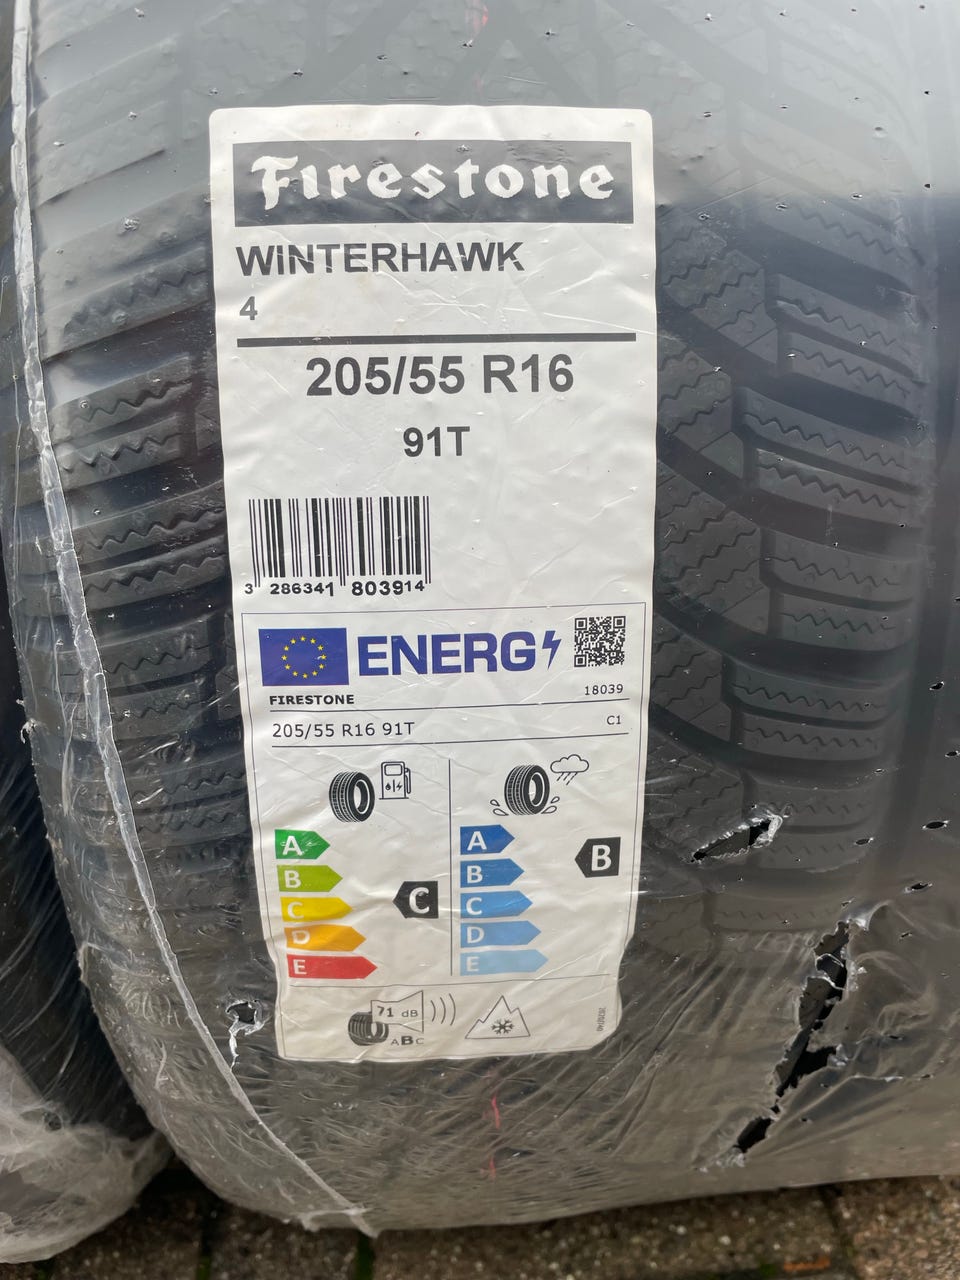 Firestone
WINTERHAWK
4
205/55 R16
91T
3 286341 803914
ENERG
FIRESTONE 18039
205/55 R16 91T C1
A A
B B B
C C C
D D
E E
71 dB
ABC